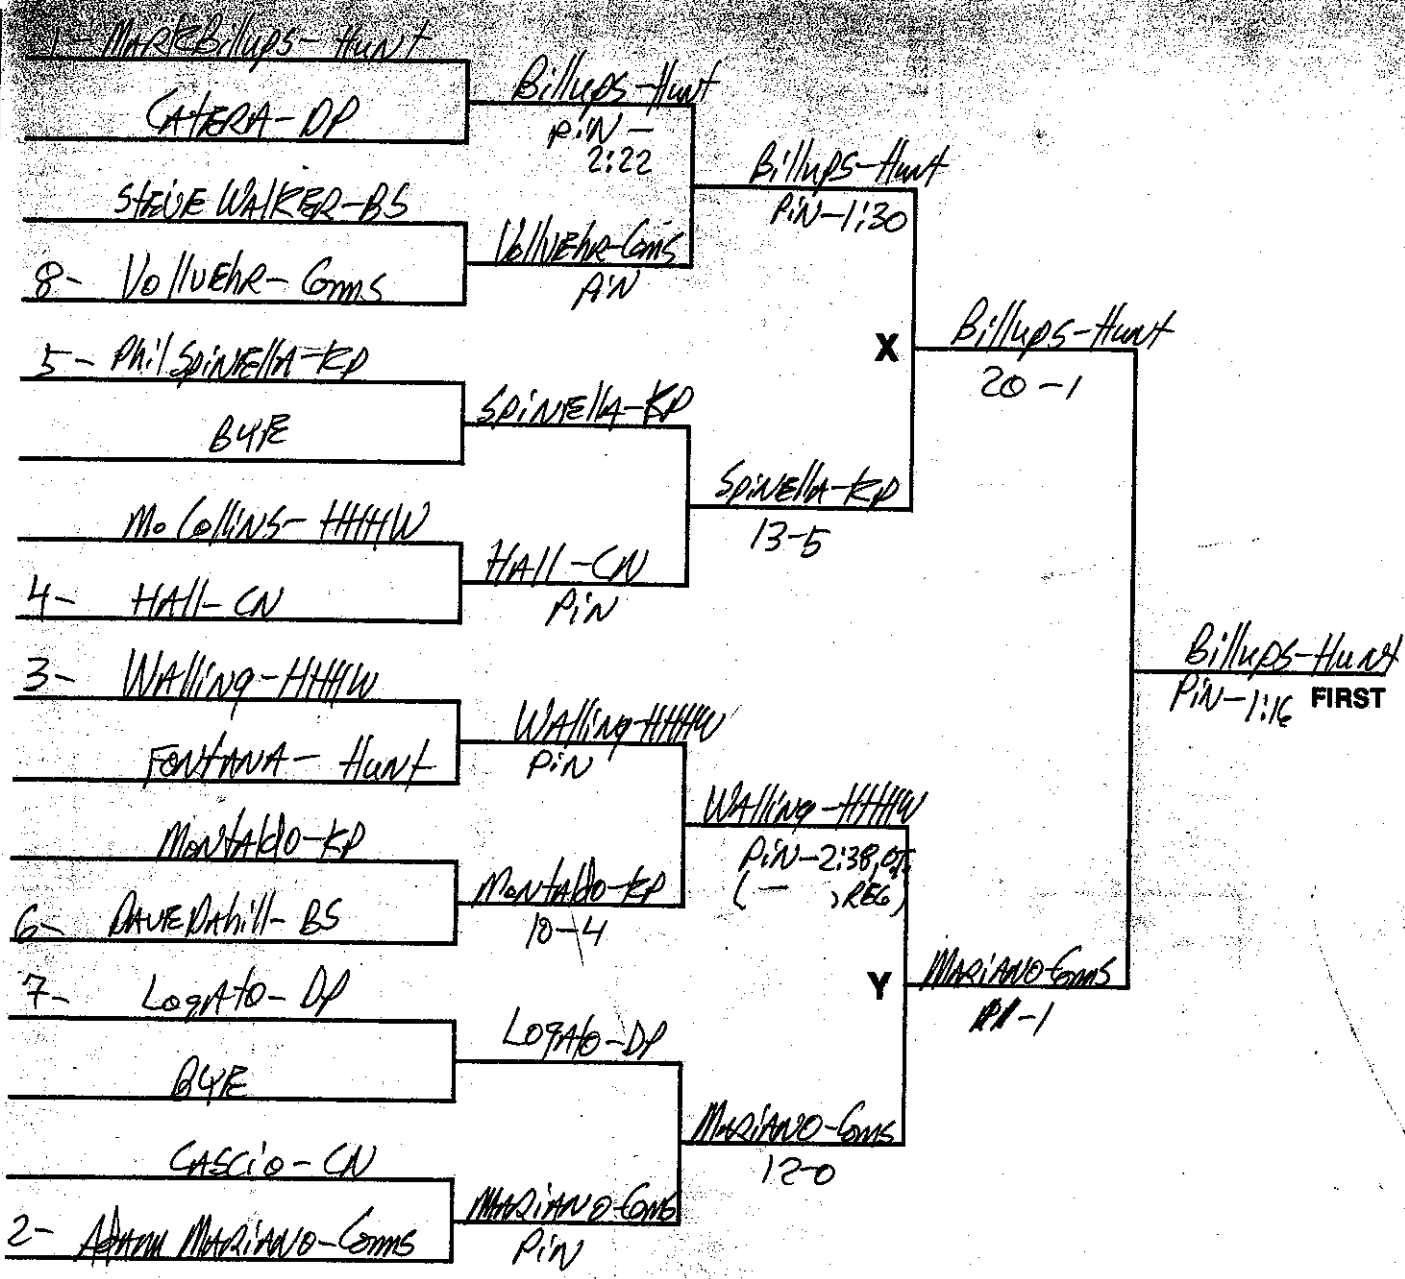 1- Mark Billups - Hunt
CATERA - DP
Steve Walker - BS
8- Vollvehr - Comms
5- Phil Spinella - KP
BYE
Mo Collins - HHHW
4- Hall - CN
3- Walling - HHHW
Fontana - Hunt
Montaldo - KP
6- Dave Dahill - BS
7- Logato - DP
BYE
Cascio - CN
2- Adam Mariano - Comms
Billups - Hunt
Pin -
2:22
Vollvehr - Coms
Pin
Spinella - KP
Hall - CN
Pin
Walling - HHHW
Pin
Montaldo - KP
10-4
Logato - DP
Mariano - Coms
Pin
Billups - Hunt
Pin - 1:30
Spinella - KP
13-5
Walling - HHHW
Pin - 2:38, OT
( — , REG)
Mariano - Coms
12-0
X
Billups - Hunt
20-1
Y
Mariano - Comms
-1
Billups - Hunt
Pin - 1:16 FIRST